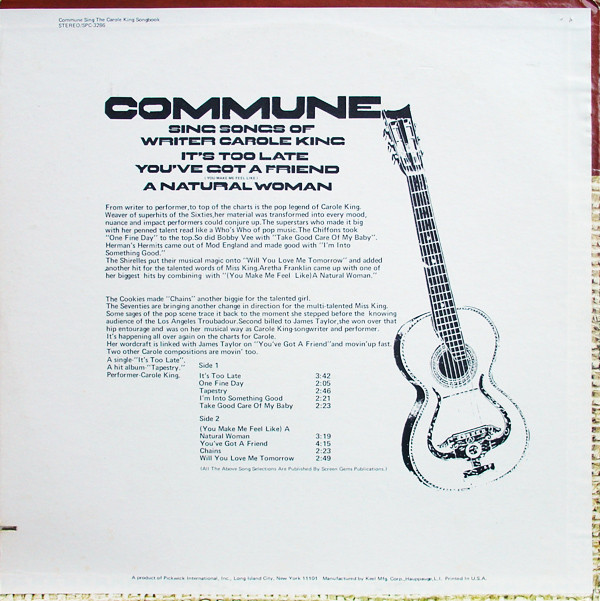 Commune Sing The Carole King Songbook
STEREO/SPC-3286
COMMUNE
SING SONGS OF
WRITER CAROLE KING
IT'S TOO LATE
YOU'VE GOT A FRIEND
(YOU MAKE ME FEEL LIKE)
A NATURAL WOMAN
From writer to performer,to top of the charts is the pop legend of Carole King.
Weaver of superhits of the Sixties,her material was transformed into every mood,
nuance and impact performers could conjure up.The superstars who made it big
with her penned talent read like a Who's Who of pop music.The Chiffons took
"One Fine Day" to the top.So did Bobby Vee with "Take Good Care Of My Baby".
Herman's Hermits came out of Mod England and made good with "I'm Into
Something Good."
The Shirelles put their musical magic onto "Will You Love Me Tomorrow" and added
another hit for the talented words of Miss King.Aretha Franklin came up with one of
her biggest hits by combining with "(You Make Me Feel Like)A Natural Woman."
The Cookies made "Chains" another biggie for the talented girl.
The Seventies are bringing another change in direction for the multi-talented Miss King.
Some sages of the pop scene trace it back to the moment she stepped before the knowing
audience of the Los Angeles Troubadour.Second billed to James Taylor,she won over that
hip entourage and was on her musical way as Carole King-songwriter and performer.
It's happening all over again on the charts for Carole.
Her wordcraft is linked with James Taylor on "You've Got A Friend"and movin'up fast.
Two other Carole compositions are movin' too.
A single-"It's Too Late".
A hit album-"Tapestry."
Performer-Carole King.
Side 1
It's Too Late 3:42
One Fine Day 2:05
Tapestry 2:46
I'm Into Something Good 2:21
Take Good Care Of My Baby 2:23
Side 2
(You Make Me Feel Like) A
Natural Woman 3:19
You've Got A Friend 4:15
Chains 2:23
Will You Love Me Tomorrow 2:49
(All The Above Song Selections Are Published By Screen Gems Publications.)
A product of Pickwick International, Inc., Long Island City, New York 11101 Manufactured by Keel Mfg. Corp., Hauppauge, L.I. Printed In U.S.A.